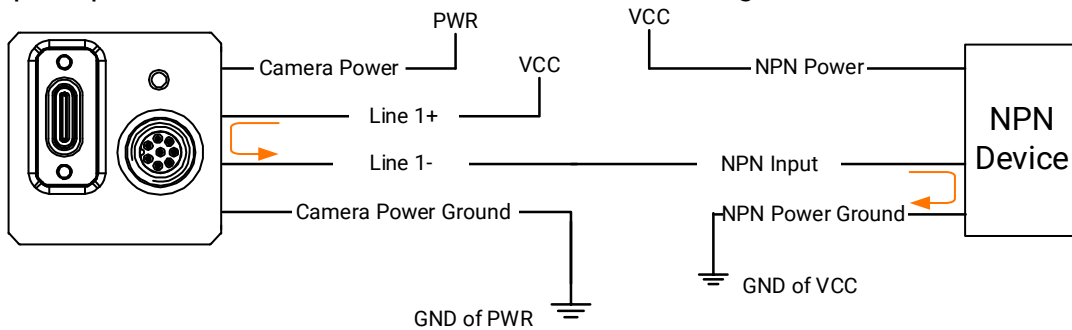 PWR
VCC
Camera Power
VCC
NPN Power
Line 1+
NPN
Device
Line 1-
NPN Input
Camera Power Ground
NPN Power Ground
GND of VCC
GND of PWR